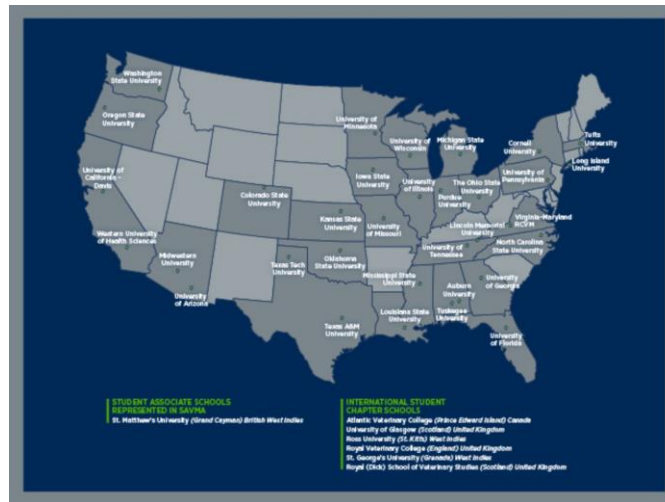 Washington
State University
Oregon State
University
University of
California –
Davis
Western University
of Health Sciences
Midwestern
University
University
of Arizona
Colorado State
University
Texas Tech
University
Texas A&M
University
Kansas State
University
Oklahoma
State University
University of
Minnesota
Iowa State
University
University
of Missouri
University of
Wisconsin
University
of Illinois
Michigan State
University
Purdue
University
The Ohio State
University
Lincoln Memorial
University
University of
Tennessee
Mississippi State
University
Louisiana State
University
Auburn
University
Tuskegee
University
University
of Georgia
University
of Florida
North Carolina
State University
Virginia-Maryland
RCVM
University of
Pennsylvania
Cornell
University
Tufts
University
Long Island
University
STUDENT ASSOCIATE SCHOOLS
REPRESENTED IN SAVMA
St. Matthew's University (Grand Cayman) British West Indies
INTERNATIONAL STUDENT
CHAPTER SCHOOLS
Atlantic Veterinary College (Prince Edward Island) Canada
University of Glasgow (Scotland) United Kingdom
Ross University (St. Kitts) West Indies
Royal Veterinary College (England) United Kingdom
St. George's University (Grenada) West Indies
Royal (Dick) School of Veterinary Studies (Scotland) United Kingdom